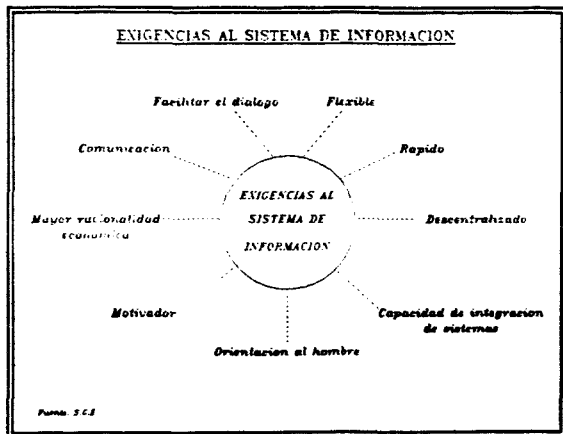 EXIGENCIAS AL SISTEMA DE INFORMACION
Facilitar el dialogo
Flexible
Comunicacion
Rapido
EXIGENCIAS AL
SISTEMA DE
INFORMACION
Mayor racionalidad
economica
Descentralizado
Motivador
Capacidad de integracion
de sistemas
Orientacion al hombre